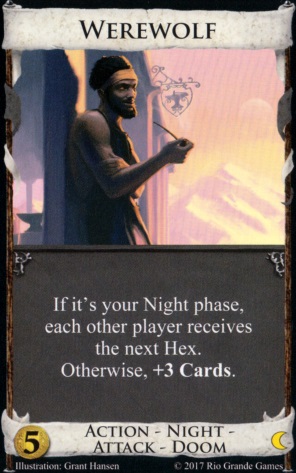 WEREWOLF
If it's your Night phase,
each other player receives
the next Hex.
Otherwise, +3 Cards.
5
ACTION - NIGHT -
ATTACK - DOOM
Illustration: Grant Hansen
© 2017 Rio Grande Games